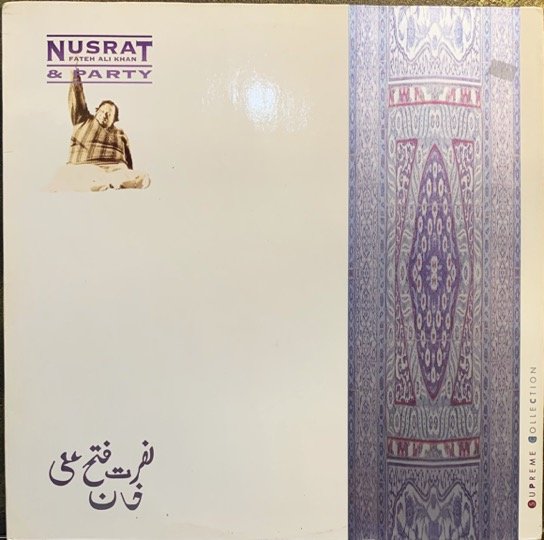 NUSRAT
FATEH ALI KHAN
& PARTY
نصرت فتح علی
خان
SUPREME COLLECTION